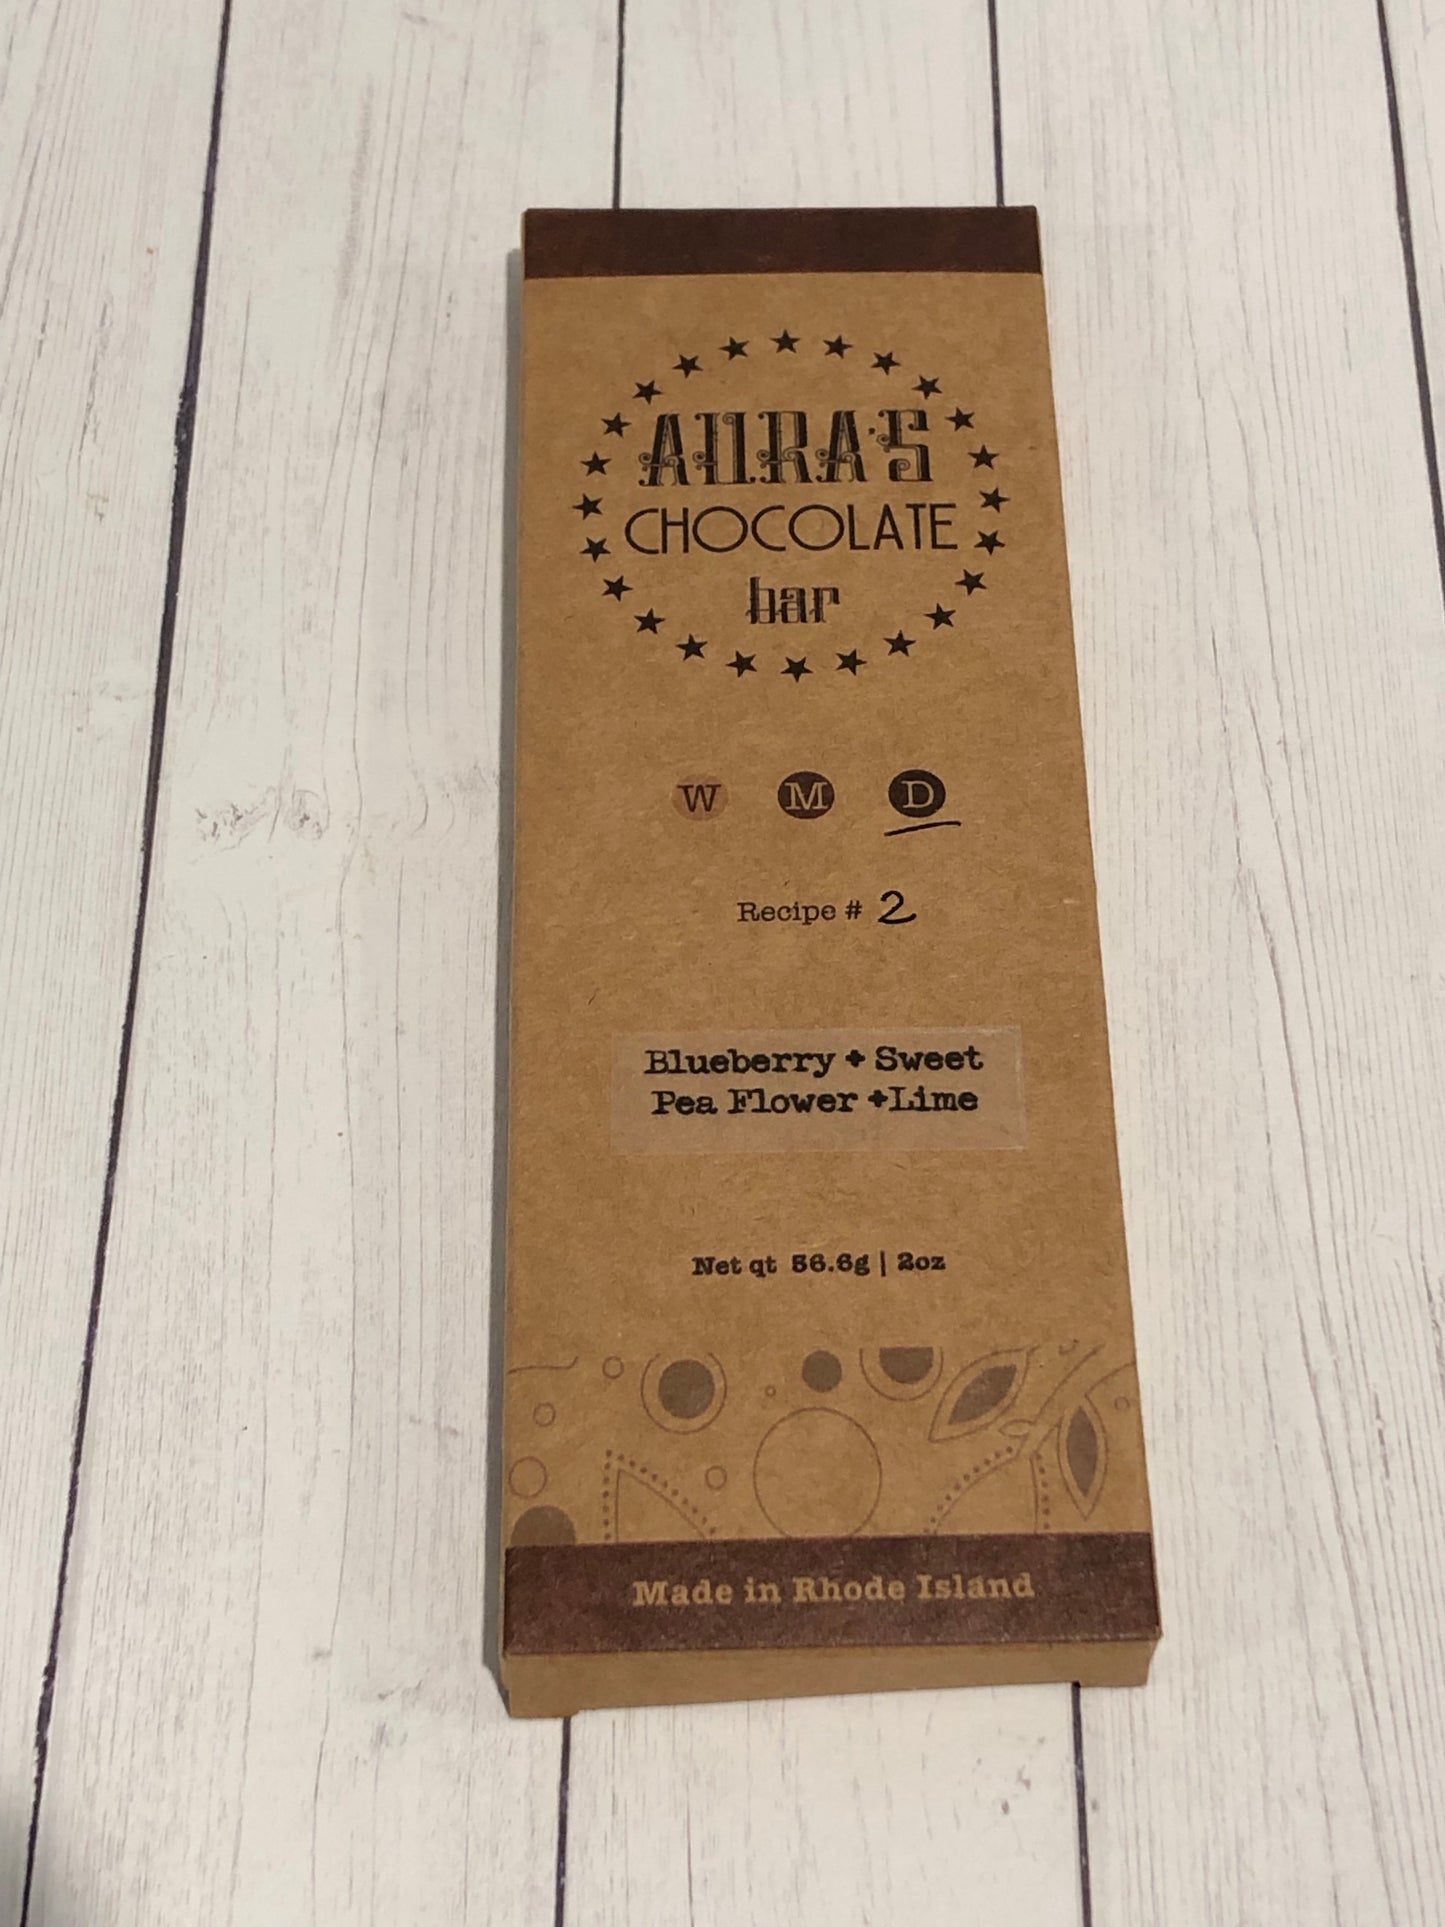 AURA'S
CHOCOLATE
bar
W M D
Recipe # 2
Blueberry + Sweet
Pea Flower +Lime
Net qt 56.6g | 2oz
Made in Rhode Island